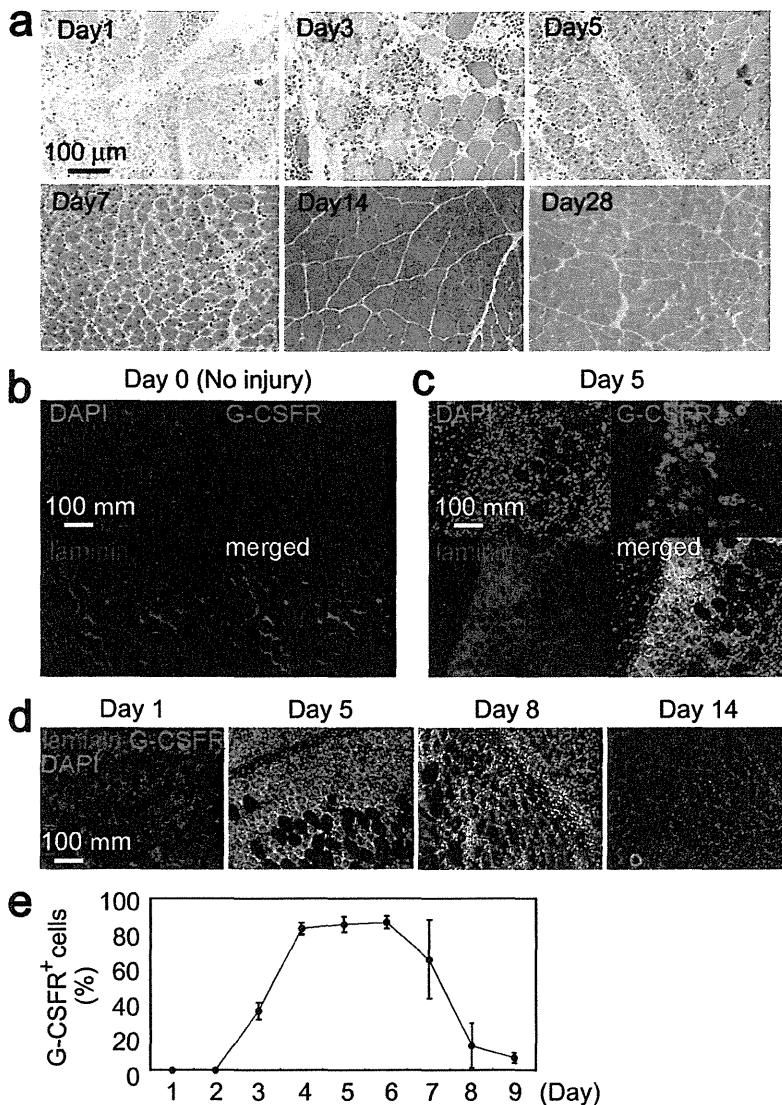 a
Day1
Day3
Day5
100 μm
Day7
Day14
Day28
b
Day 0 (No injury)
c
Day 5
DAPI
G-CSFR
100 mm
laminin
merged
DAPI
G-CSFR
100 mm
laminin
merged
d
Day 1
Day 5
Day 8
Day 14
G-CSFR
DAPI
100 mm
e
G-CSFR+ cells
(%)
100
80
60
40
20
0
1 2 3 4 5 6 7 8 9 (Day)